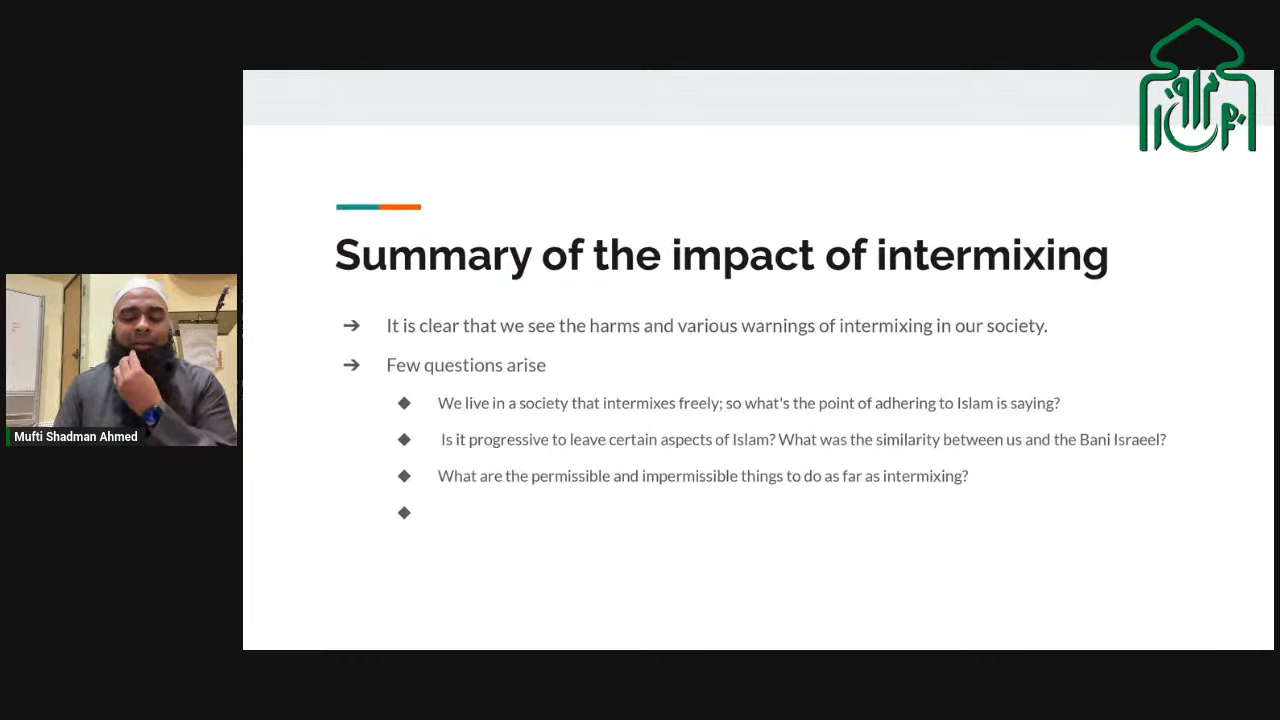 Summary of the impact of intermixing
It is clear that we see the harms and various warnings of intermixing in our society.
Few questions arise
We live in a society that intermixes freely; so what's the point of adhering to Islam is saying?
Is it progressive to leave certain aspects of Islam? What was the similarity between us and the Bani Israeel?
What are the permissible and impermissible things to do as far as intermixing?
Mufti Shadman Ahmed